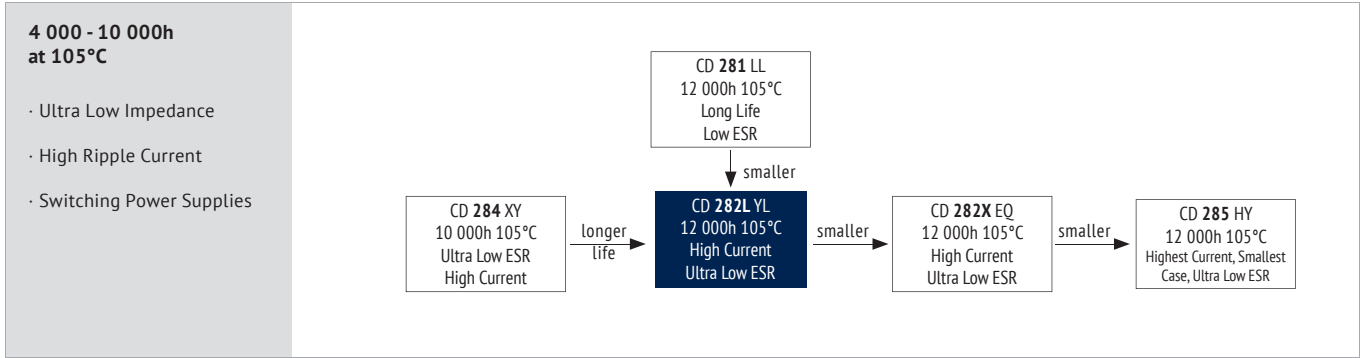 4 000 - 10 000h
at 105°C
· Ultra Low Impedance
· High Ripple Current
· Switching Power Supplies
CD 281 LL
12 000h 105°C
Long Life
Low ESR
smaller
CD 284 XY
10 000h 105°C
Ultra Low ESR
High Current
longer
life
CD 282L YL
12 000h 105°C
High Current
Ultra Low ESR
smaller
CD 282X EQ
12 000h 105°C
High Current
Ultra Low ESR
smaller
CD 285 HY
12 000h 105°C
Highest Current, Smallest
Case, Ultra Low ESR